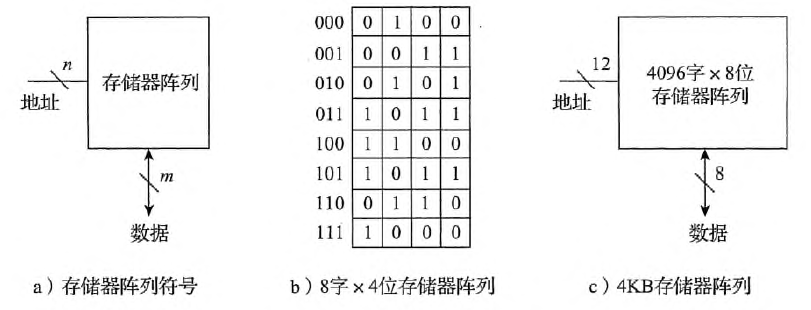 n
存储器阵列
地址
m
数据
a）存储器阵列符号
000 0 1 0 0
001 0 0 1 1
010 0 1 0 1
011 1 0 1 1
100 1 1 0 0
101 1 0 1 1
110 0 1 1 0
111 1 0 0 0
b）8字×4位存储器阵列
12
4096字×8位
存储器阵列
地址
8
数据
c）4KB存储器阵列